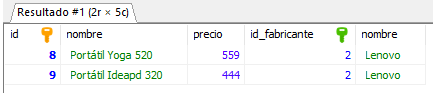 Resultado #1 (2r × 5c)
id nombre precio id_fabricante nombre
8 Portátil Yoga 520 559 2 Lenovo
9 Portátil Ideapd 320 444 2 Lenovo